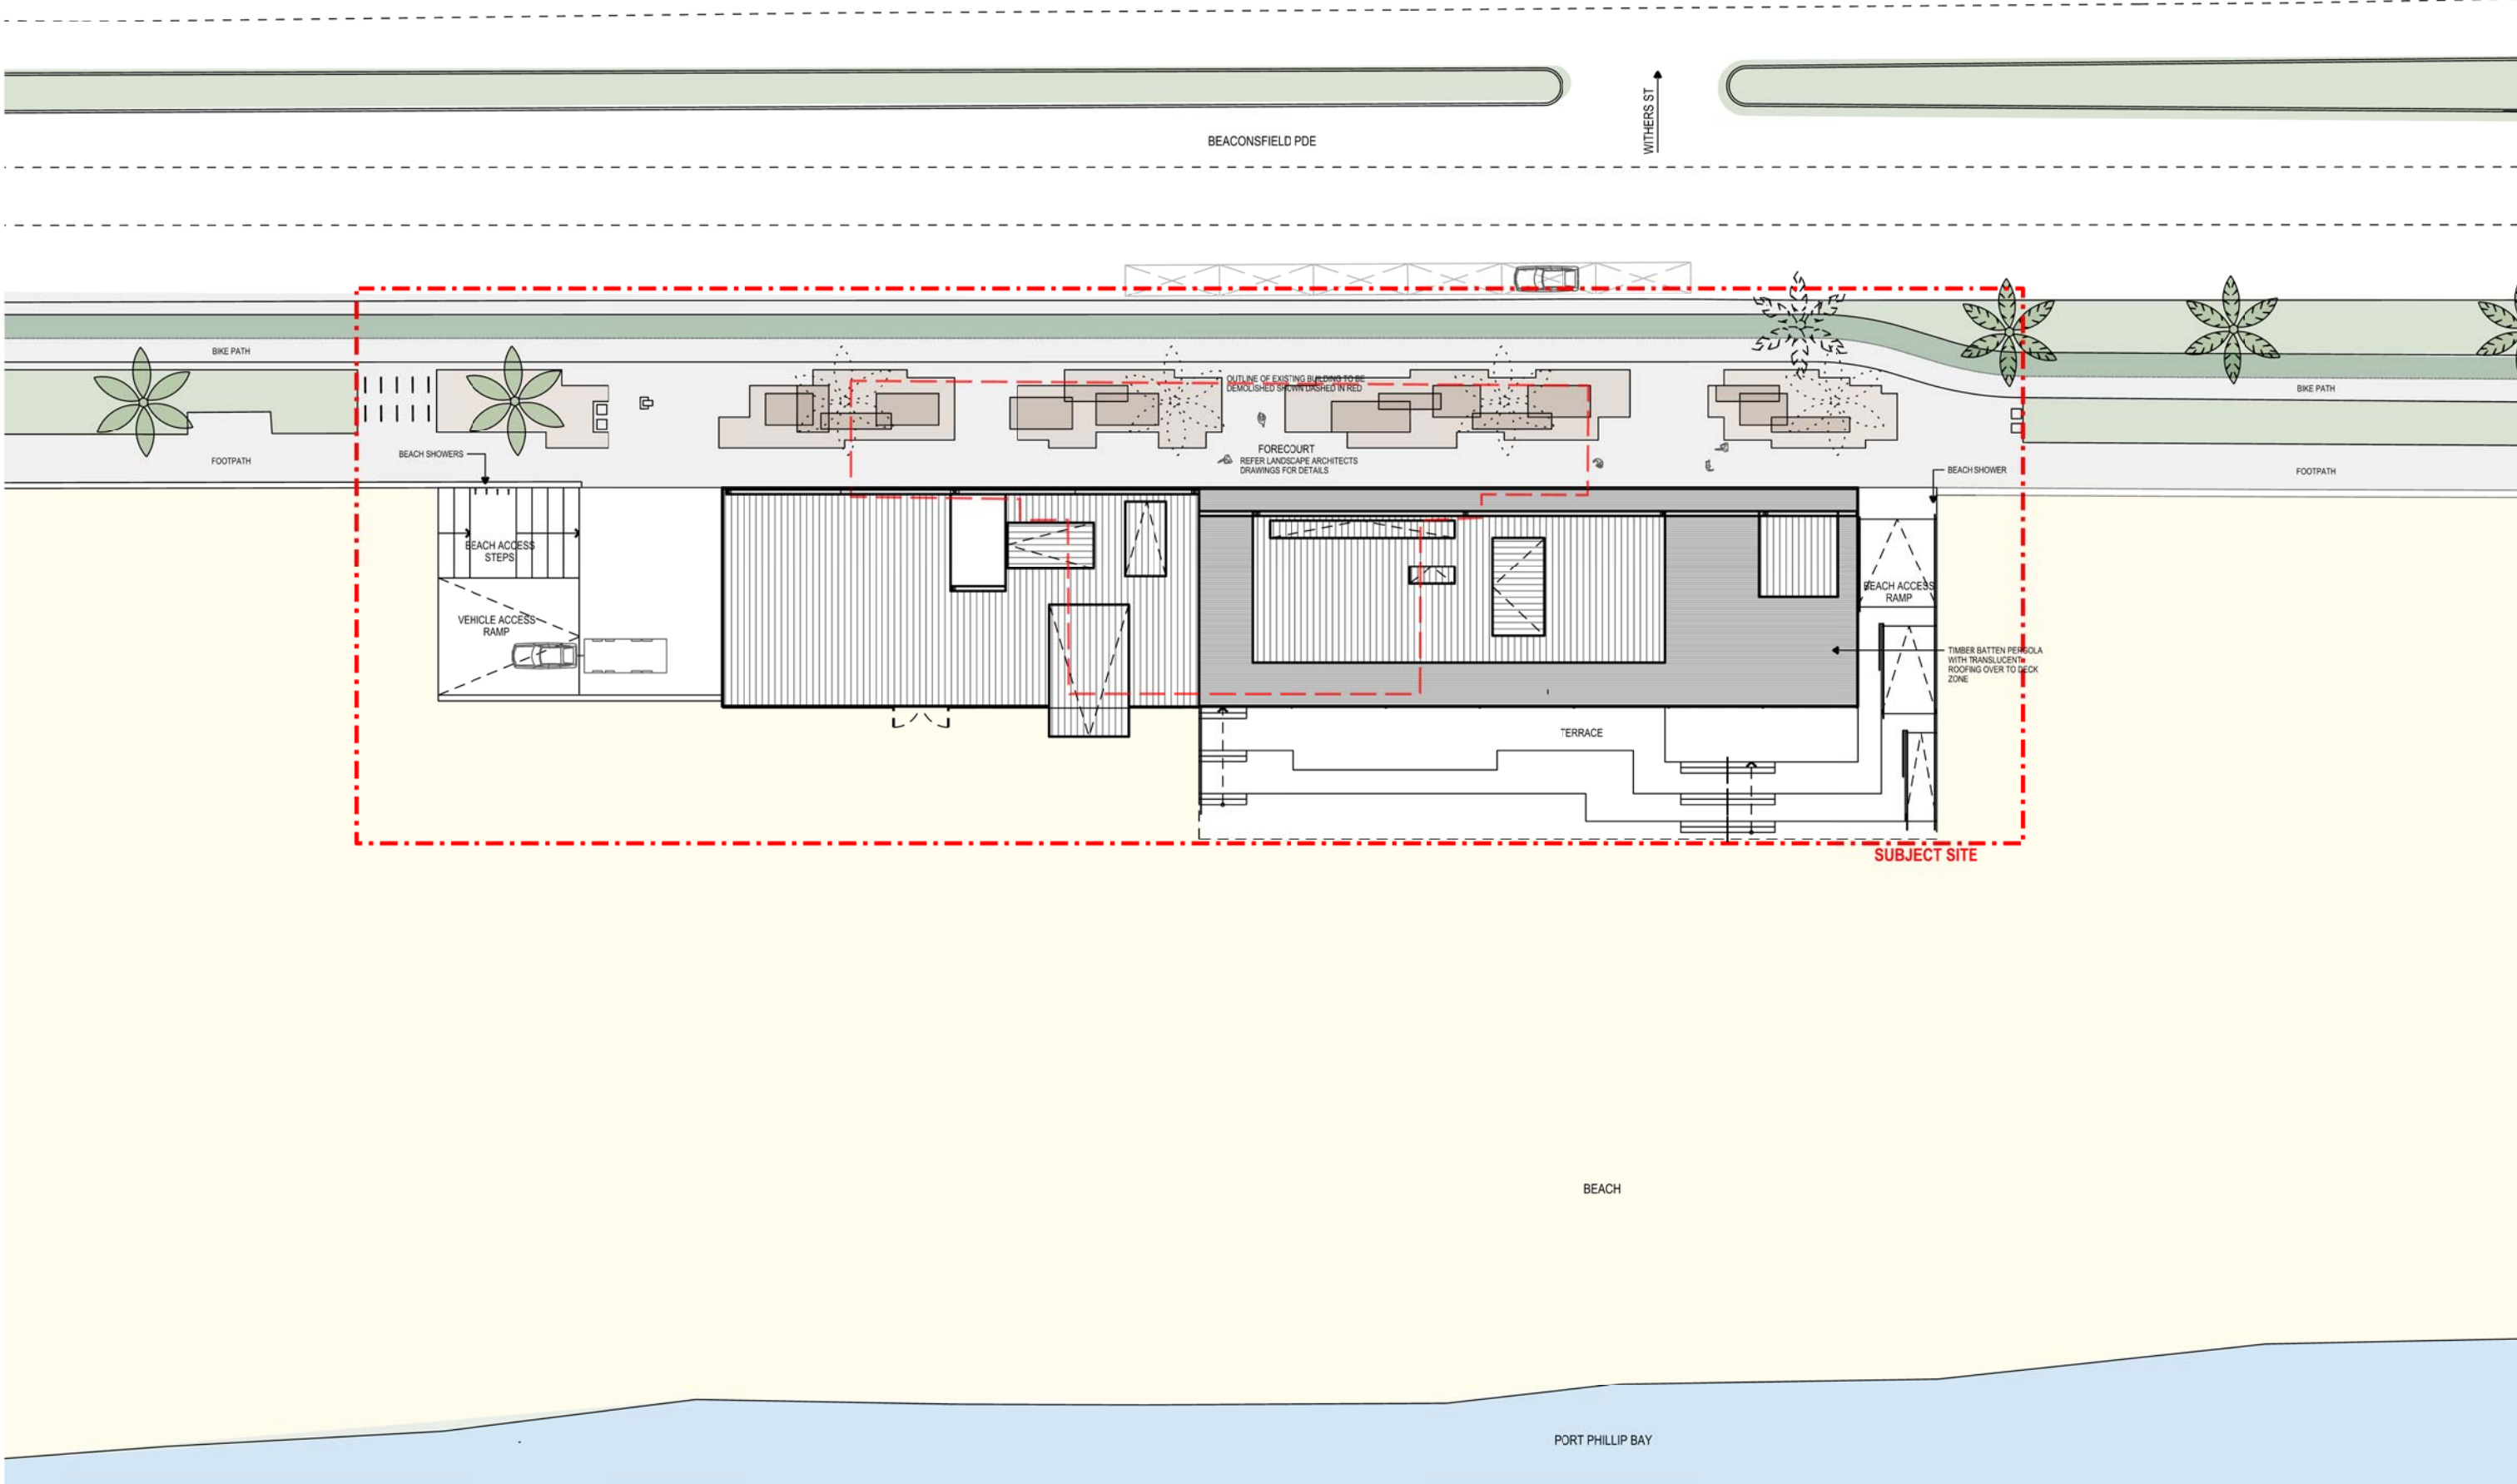 BEACONSFIELD PDE
WITHERS ST
BIKE PATH
OUTLINE OF EXISTING BUILDING TO BE
DEMOLISHED SHOWN DASHED IN RED
BIKE PATH
FOOTPATH
BEACH SHOWERS
FORECOURT
REFER LANDSCAPE ARCHITECTS
DRAWINGS FOR DETAILS
BEACH SHOWER
FOOTPATH
BEACH ACCESS
STEPS
BEACH ACCESS
RAMP
VEHICLE ACCESS
RAMP
TIMBER BATTEN PERGOLA
WITH TRANSLUCENT
ROOFING OVER TO DECK
ZONE
TERRACE
SUBJECT SITE
BEACH
PORT PHILLIP BAY